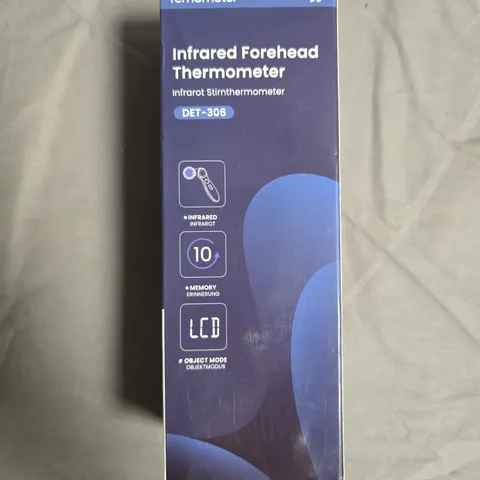 Infrared Forehead
Thermometer
Infrarot Stirnthermometer
DET-306
INFRARED
INFRAROT
10
MEMORY
ERINNERUNG
LCD
OBJECT MODE
OBJEKTMODUS